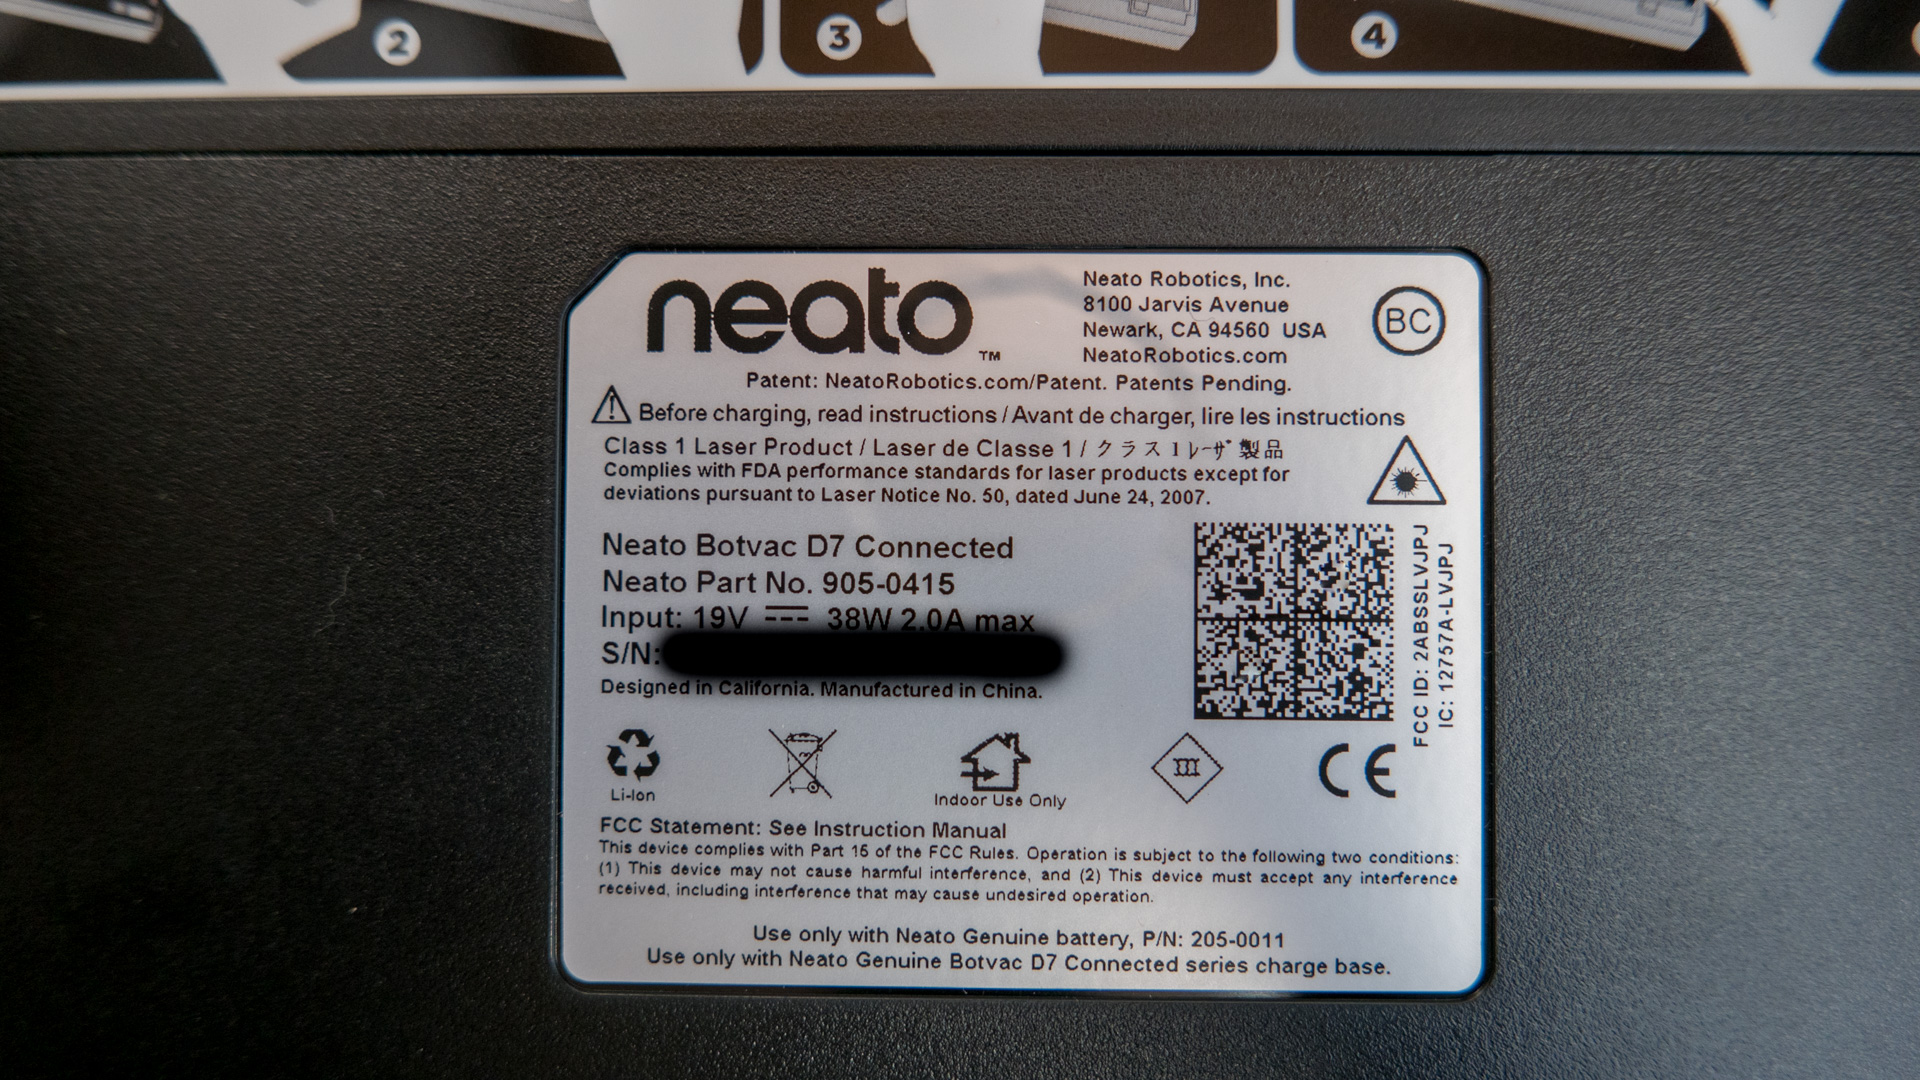 2
3
4
neato™
Neato Robotics, Inc.
8100 Jarvis Avenue
Newark, CA 94560 USA
NeatoRobotics.com
BC
Patent: NeatoRobotics.com/Patent. Patents Pending.
Before charging, read instructions / Avant de charger, lire les instructions
Class 1 Laser Product / Laser de Classe 1 / クラス1レーザ製品
Complies with FDA performance standards for laser products except for
deviations pursuant to Laser Notice No. 50, dated June 24, 2007.
Neato Botvac D7 Connected
Neato Part No. 905-0415
Input: 19V ⎓ 38W 2.0A max
S/N:
Designed in California. Manufactured in China.
FCC ID: 2ABSSLVJPJ
IC: 12757A-LVJPJ
Li-Ion
Indoor Use Only
III
CE
FCC Statement: See Instruction Manual
This device complies with Part 15 of the FCC Rules. Operation is subject to the following two conditions:
(1) This device may not cause harmful interference, and (2) This device must accept any interference
received, including interference that may cause undesired operation.
Use only with Neato Genuine battery, P/N: 205-0011
Use only with Neato Genuine Botvac D7 Connected series charge base.